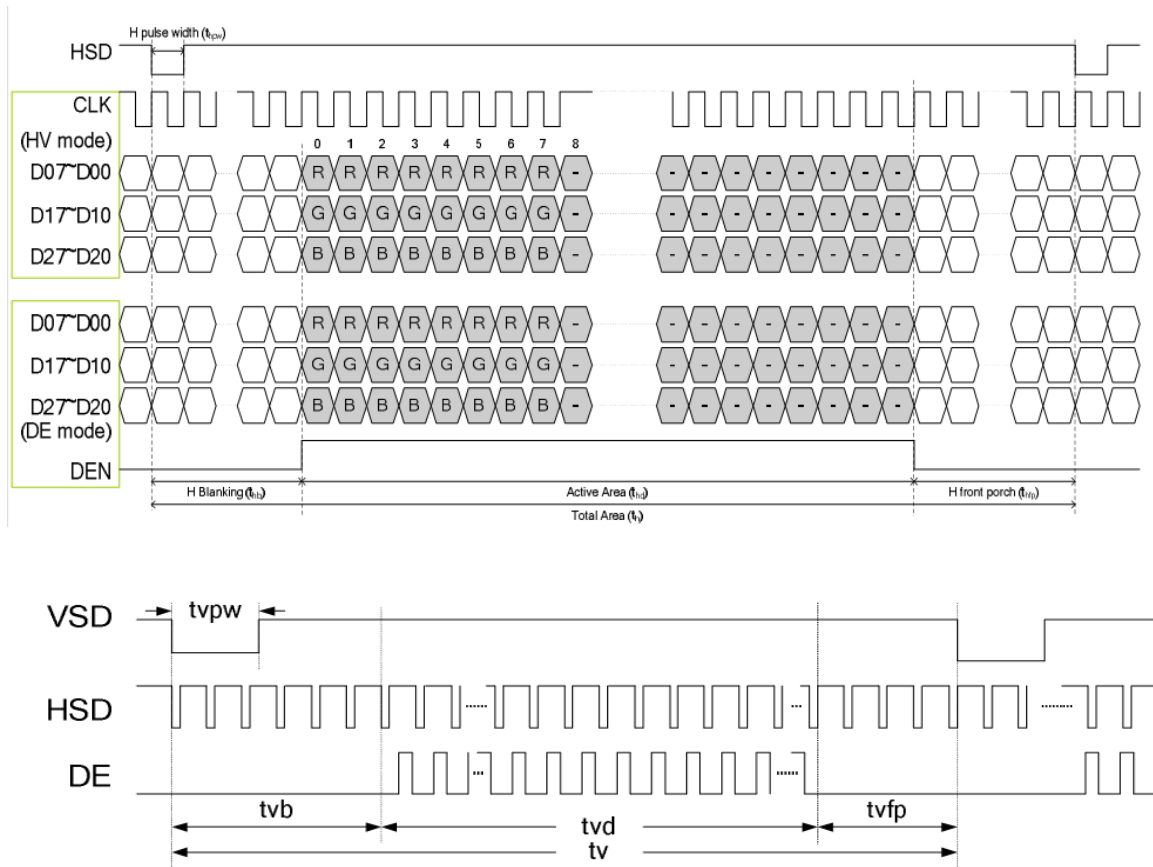 H pulse width (thpw)
HSD
CLK
(HV mode)
0 1 2 3 4 5 6 7 8
D07~D00 R R R R R R R R - - - - - - - - -
D17~D10 G G G G G G G G - - - - - - - - -
D27~D20 B B B B B B B B - - - - - - - - -
D07~D00 R R R R R R R R - - - - - - - - -
D17~D10 G G G G G G G G - - - - - - - - -
D27~D20 B B B B B B B B - - - - - - - - -
(DE mode)
DEN
H Blanking (thb) Active Area (thd) H front porch (thfp)
Total Area (th)
VSD tvpw
HSD
DE
tvb tvd tvfp
tv